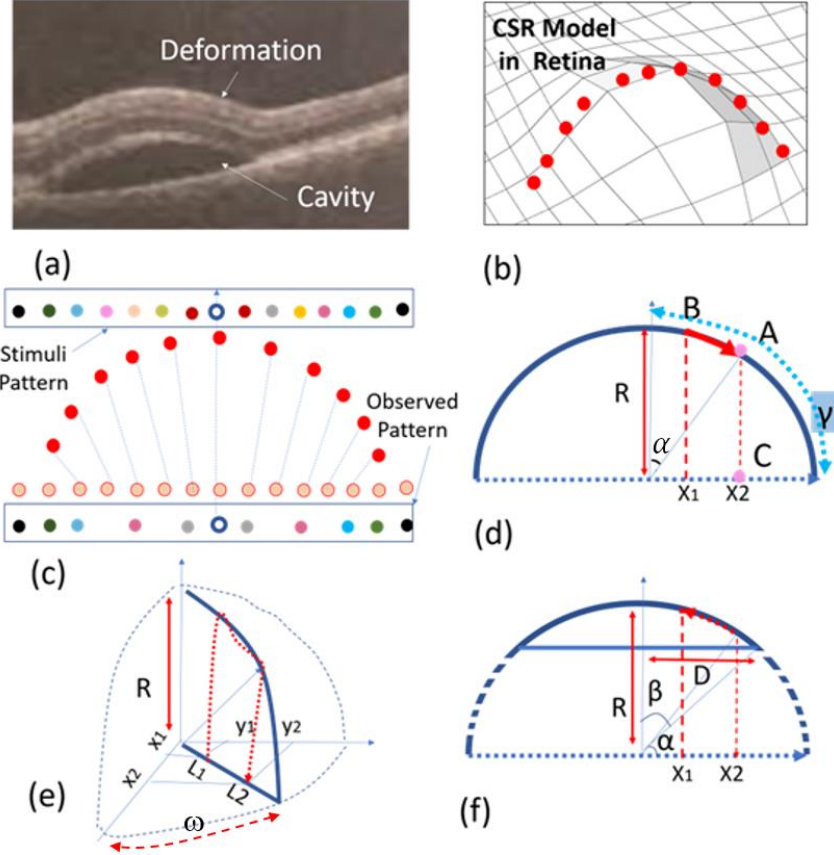 Deformation
Cavity
(a)
CSR Model
in Retina
(b)
Stimuli
Pattern
Observed
Pattern
(c)
B
A
R
α
γ
C
X1
X2
(d)
R
x1
x2
y1
y2
L1
L2
ω
(e)
R
β
D
α
X1
X2
(f)